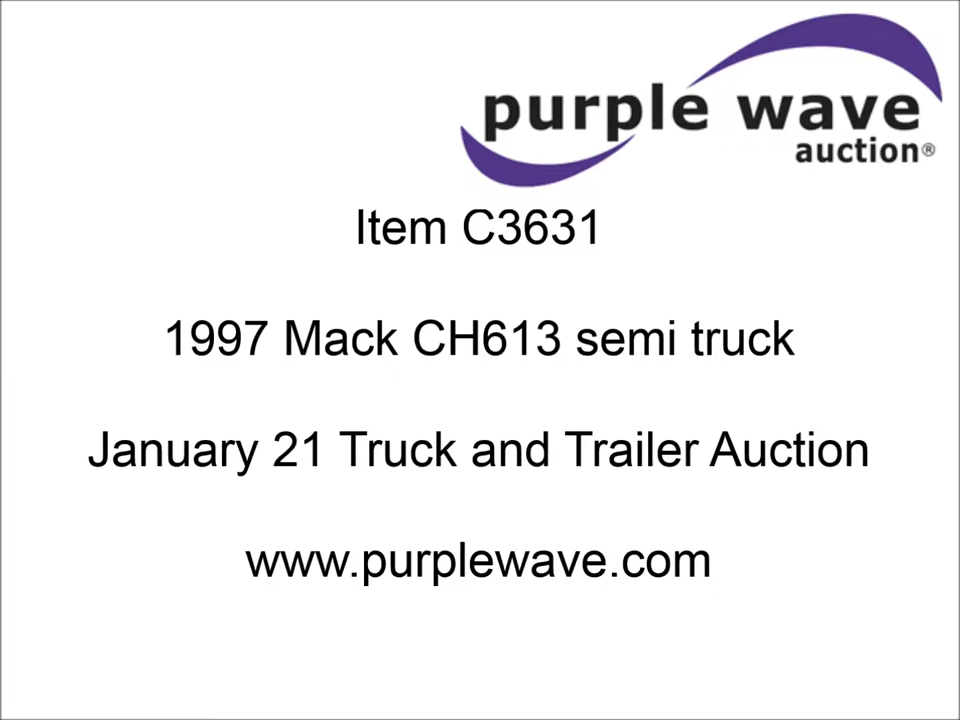 purple wave
auction®
Item C3631
1997 Mack CH613 semi truck
January 21 Truck and Trailer Auction
www.purplewave.com